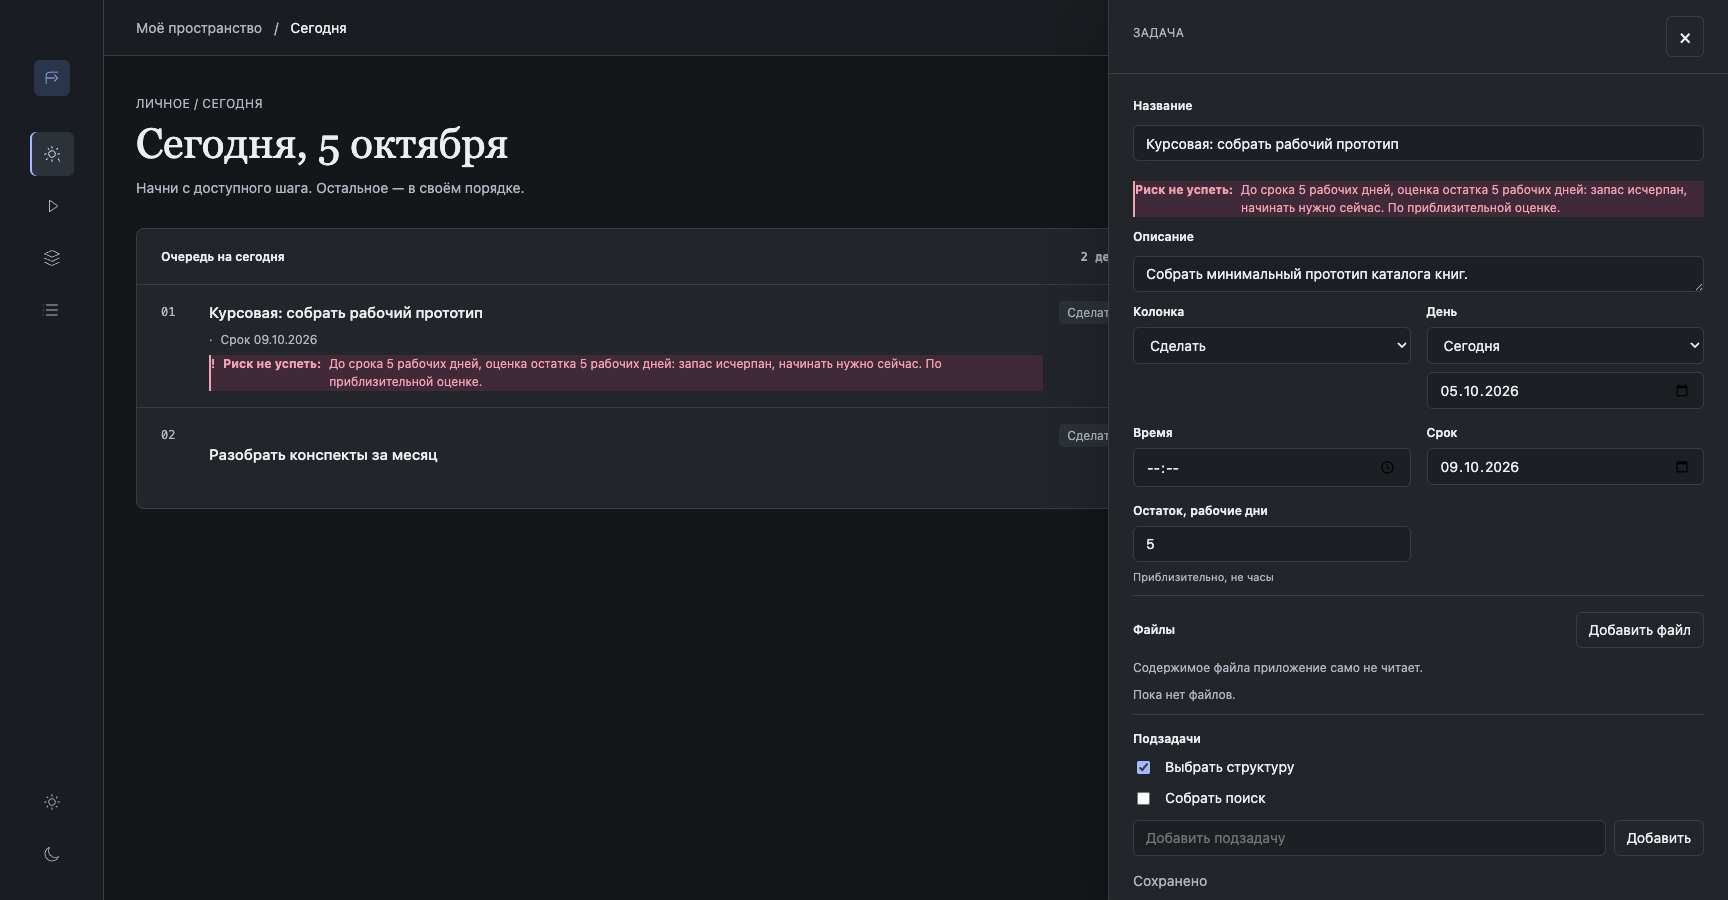 Моё пространство / Сегодня
ЛИЧНОЕ / СЕГОДНЯ
Сегодня, 5 октября
Начни с доступного шага. Остальное — в своём порядке.
Очередь на сегодня
2 де
01
Курсовая: собрать рабочий прототип
Сделат
· Срок 09.10.2026
! Риск не успеть: До срока 5 рабочих дней, оценка остатка 5 рабочих дней: запас исчерпан, начинать нужно сейчас. По
приблизительной оценке.
02
Разобрать конспекты за месяц
Сделат
ЗАДАЧА
×
Название
Курсовая: собрать рабочий прототип
Риск не успеть: До срока 5 рабочих дней, оценка остатка 5 рабочих дней: запас исчерпан,
начинать нужно сейчас. По приблизительной оценке.
Описание
Собрать минимальный прототип каталога книг.
Колонка
День
Сделать
Сегодня
05.10.2026
Время
Срок
--:--
09.10.2026
Остаток, рабочие дни
5
Приблизительно, не часы
Файлы
Добавить файл
Содержимое файла приложение само не читает.
Пока нет файлов.
Подзадачи
Выбрать структуру
Собрать поиск
Добавить подзадачу
Добавить
Сохранено